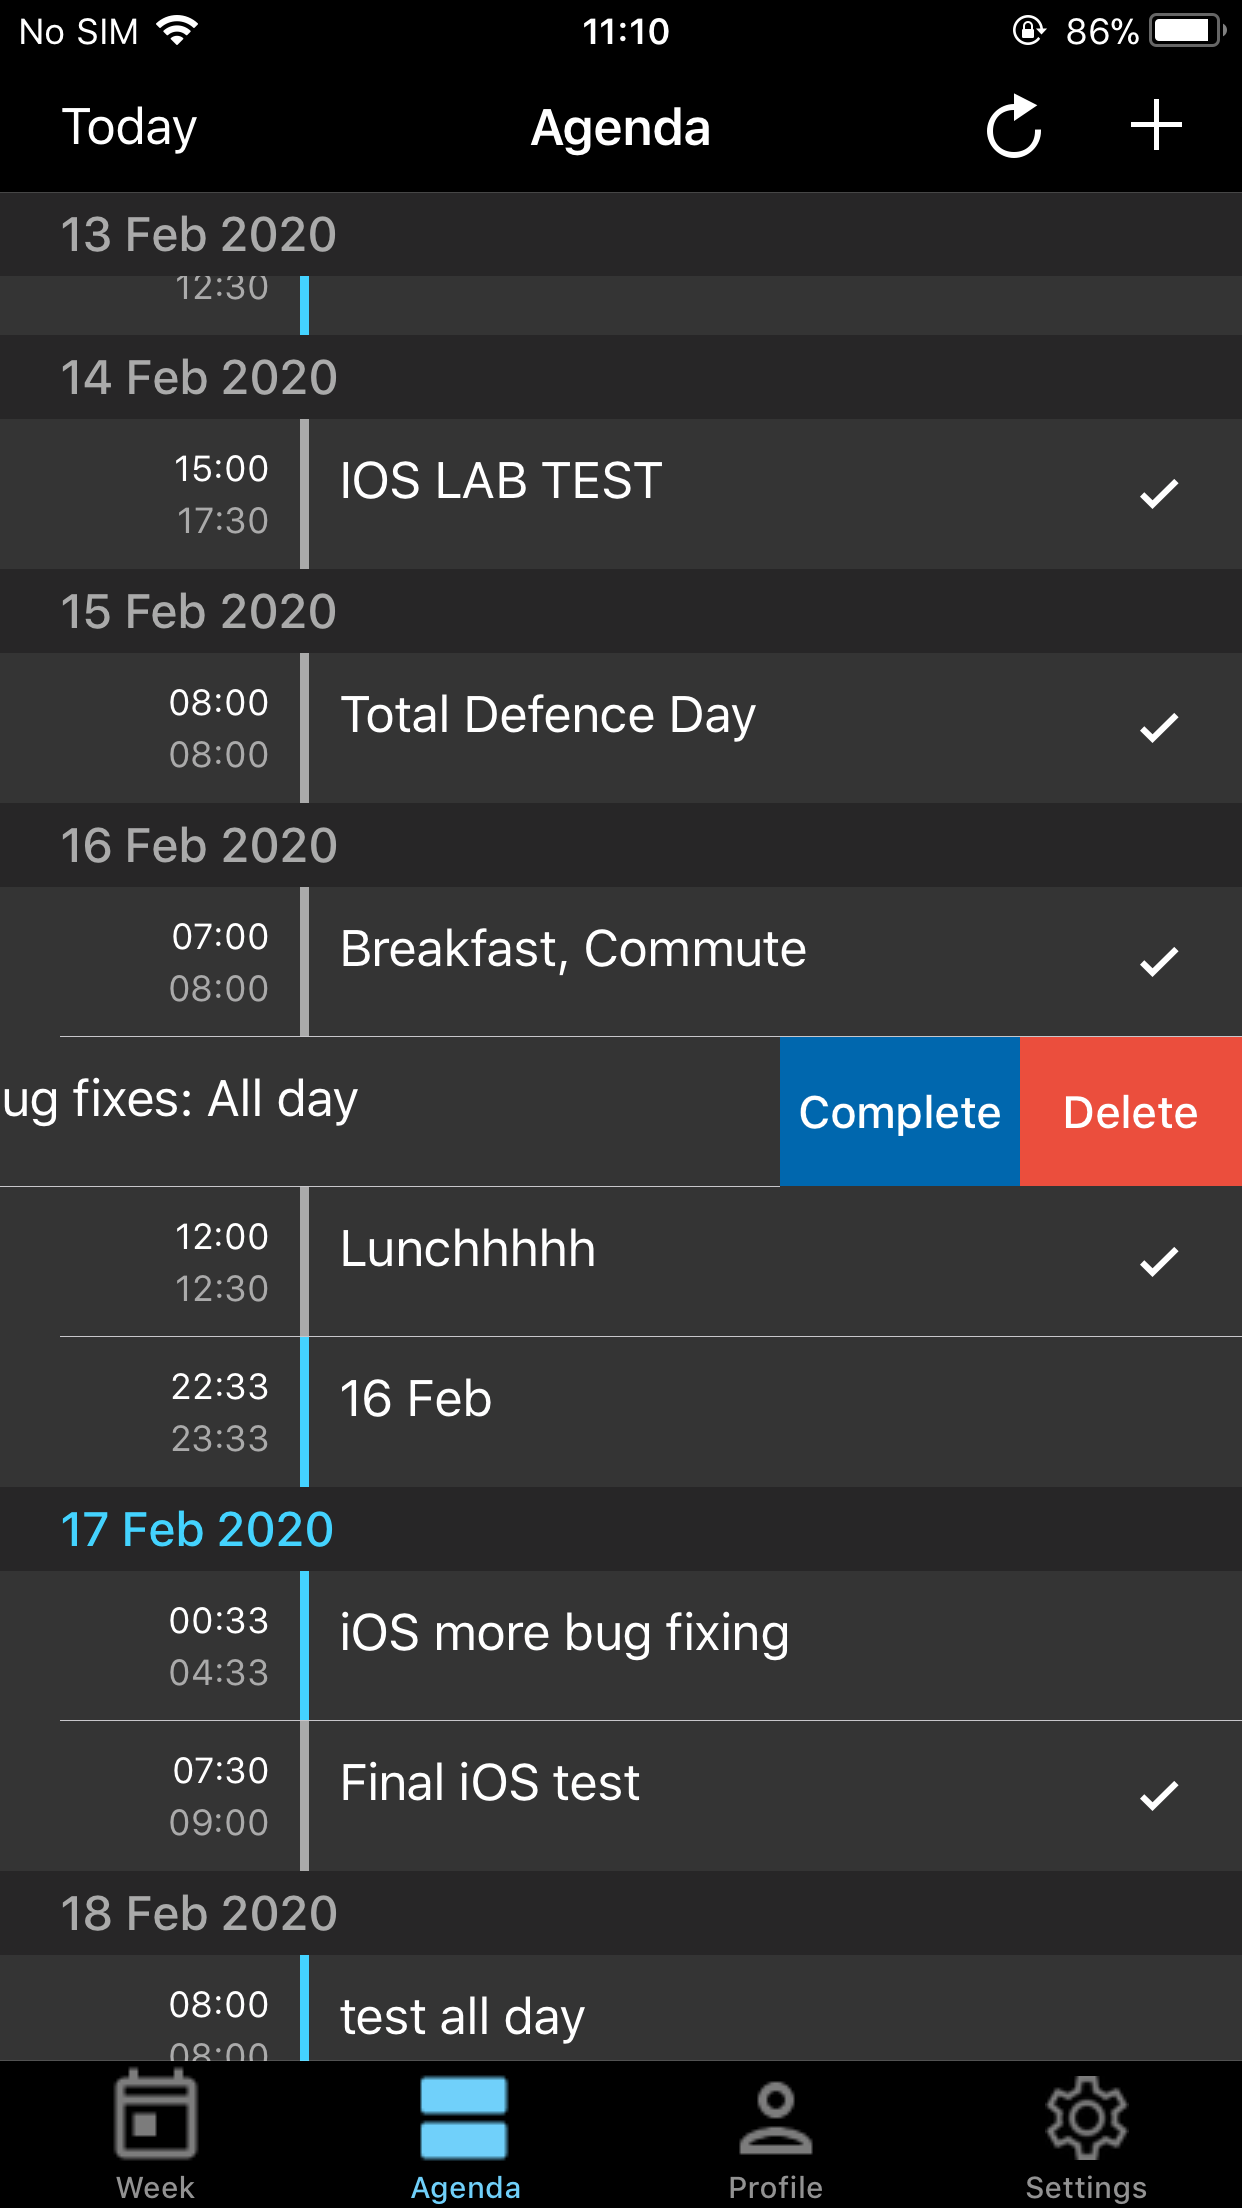 No SIM 11:10 86%
Today Agenda
13 Feb 2020
12:30
14 Feb 2020
15:00 IOS LAB TEST
17:30
15 Feb 2020
08:00 Total Defence Day
08:00
16 Feb 2020
07:00 Breakfast, Commute
08:00
ug fixes: All day Complete Delete
12:00 Lunchhhhh
12:30
22:33 16 Feb
23:33
17 Feb 2020
00:33 iOS more bug fixing
04:33
07:30 Final iOS test
09:00
18 Feb 2020
08:00 test all day
08:00
Week Agenda Profile Settings